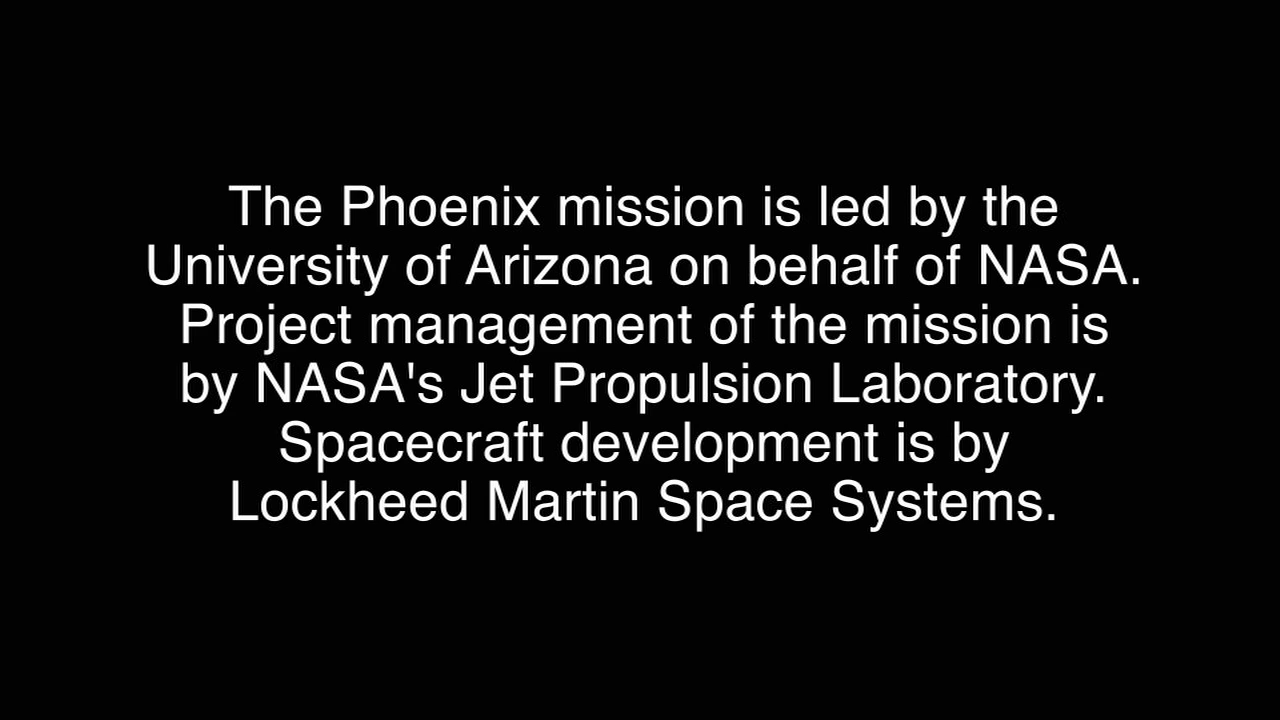 The Phoenix mission is led by the
University of Arizona on behalf of NASA.
Project management of the mission is
by NASA's Jet Propulsion Laboratory.
Spacecraft development is by
Lockheed Martin Space Systems.